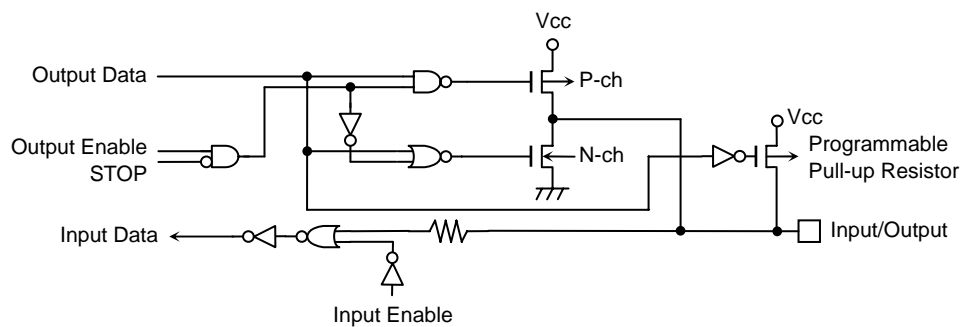 Vcc
Output Data
P-ch
Vcc
Output Enable
STOP
N-ch
Programmable
Pull-up Resistor
Input Data
Input/Output
Input Enable